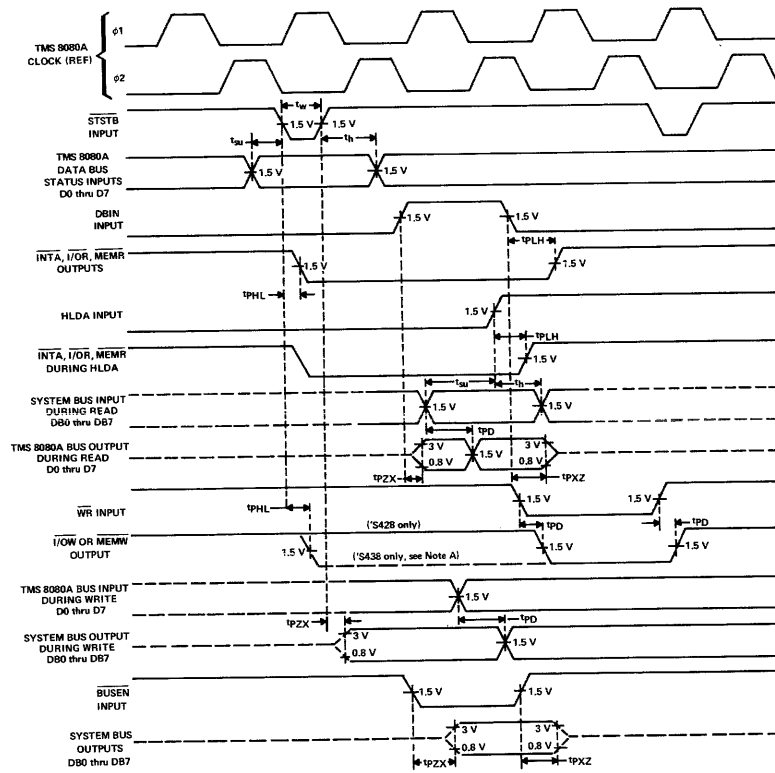 φ1
TMS 8080A
CLOCK (REF)
φ2
STSTB
INPUT
tw
1.5 V
1.5 V
tsu
th
TMS 8080A
DATA BUS
STATUS INPUTS
D0 thru D7
1.5 V
1.5 V
DBIN
INPUT
1.5 V
1.5 V
tPLH
INTA, I/OR, MEMR
OUTPUTS
1.5 V
1.5 V
tPHL
HLDA INPUT
1.5 V
tPLH
INTA, I/OR, MEMR
DURING HLDA
1.5 V
tsu
th
SYSTEM BUS INPUT
DURING READ
DB0 thru DB7
1.5 V
1.5 V
tPD
TMS 8080A BUS OUTPUT
DURING READ
D0 thru D7
3 V
0.8 V
1.5 V
3 V
0.8 V
tPZX
tPXZ
WR INPUT
tPHL
1.5 V
1.5 V
tPD
tPD
I/OW OR MEMW
OUTPUT
('S428 only)
1.5 V
('S438 only, see Note A)
1.5 V
1.5 V
TMS 8080A BUS INPUT
DURING WRITE
D0 thru D7
1.5 V
tPZX
tPD
SYSTEM BUS OUTPUT
DURING WRITE
DB0 thru DB7
3 V
0.8 V
1.5 V
BUSEN
INPUT
1.5 V
1.5 V
SYSTEM BUS
OUTPUTS
DB0 thru DB7
3 V
0.8 V
3 V
0.8 V
tPZX
tPXZ